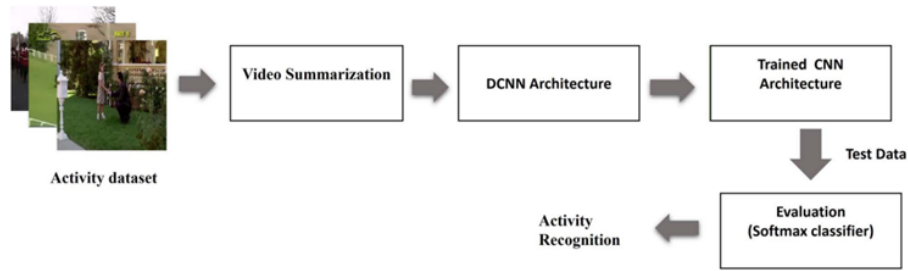 Video Summarization
DCNN Architecture
Trained CNN
Architecture
Test Data
Activity dataset
Evaluation
(Softmax classifier)
Activity
Recognition